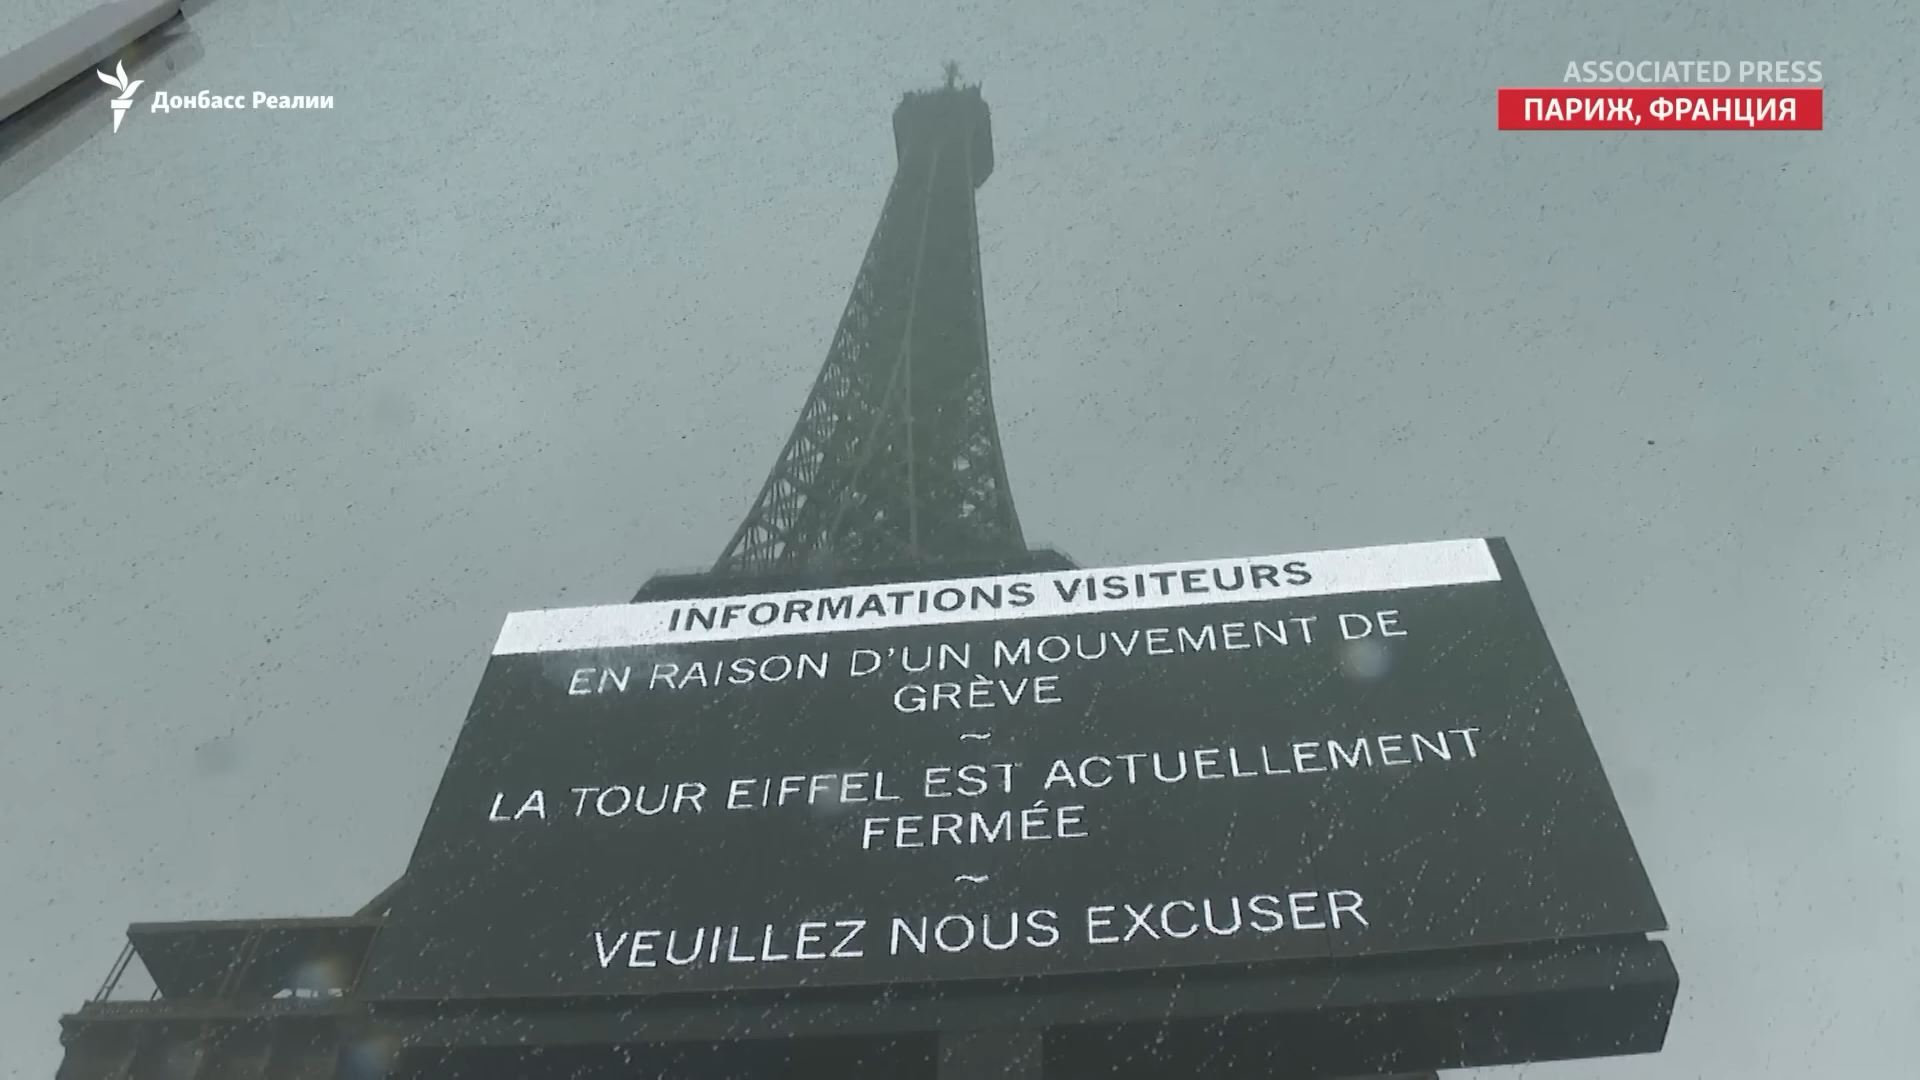 Донбасс Реалии
ASSOCIATED PRESS
ПАРИЖ, ФРАНЦИЯ
INFORMATIONS VISITEURS
EN RAISON D'UN MOUVEMENT DE
GRÈVE
~
LA TOUR EIFFEL EST ACTUELLEMENT
FERMÉE
~
VEUILLEZ NOUS EXCUSER